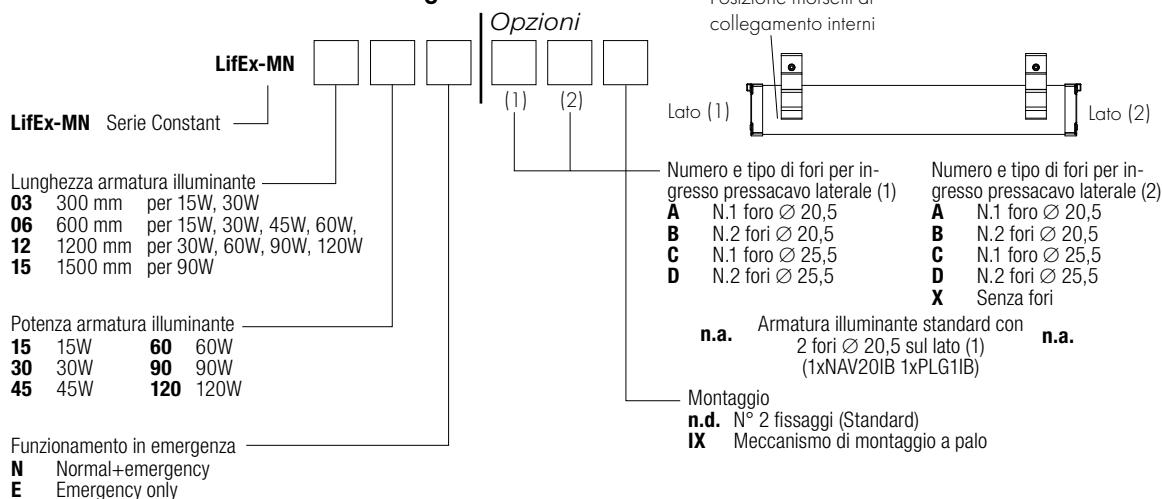 Opzioni
collegamento interni
LifEx-MN
(1) (2)
Lato (1)
Lato (2)
LifEx-MN Serie Constant
Lunghezza armatura illuminante
03 300 mm per 15W, 30W
06 600 mm per 15W, 30W, 45W, 60W,
12 1200 mm per 30W, 60W, 90W, 120W
15 1500 mm per 90W
Potenza armatura illuminante
15 15W 60 60W
30 30W 90 90W
45 45W 120 120W
Funzionamento in emergenza
N Normal+emergency
E Emergency only
Numero e tipo di fori per in-
gresso pressacavo laterale (1)
A N.1 foro ∅ 20,5
B N.2 fori ∅ 20,5
C N.1 foro ∅ 25,5
D N.2 fori ∅ 25,5
Numero e tipo di fori per in-
gresso pressacavo laterale (2)
A N.1 foro ∅ 20,5
B N.2 fori ∅ 20,5
C N.1 foro ∅ 25,5
D N.2 fori ∅ 25,5
X Senza fori
n.a. Armatura illuminante standard con n.a.
2 fori ∅ 20,5 sul lato (1)
(1xNAV20IB 1xPLG1IB)
Montaggio
n.d. N° 2 fissaggi (Standard)
IX Meccanismo di montaggio a palo